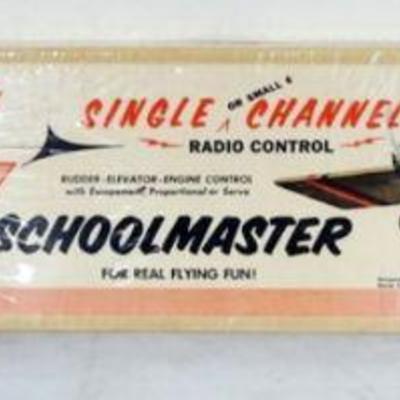 OR SMALL 6
SINGLE CHANNEL
RADIO CONTROL
RUDDER-ELEVATOR-ENGINE CONTROL
with Escapement, Proportional or Servo
SCHOOLMASTER
FOR REAL FLYING FUN!